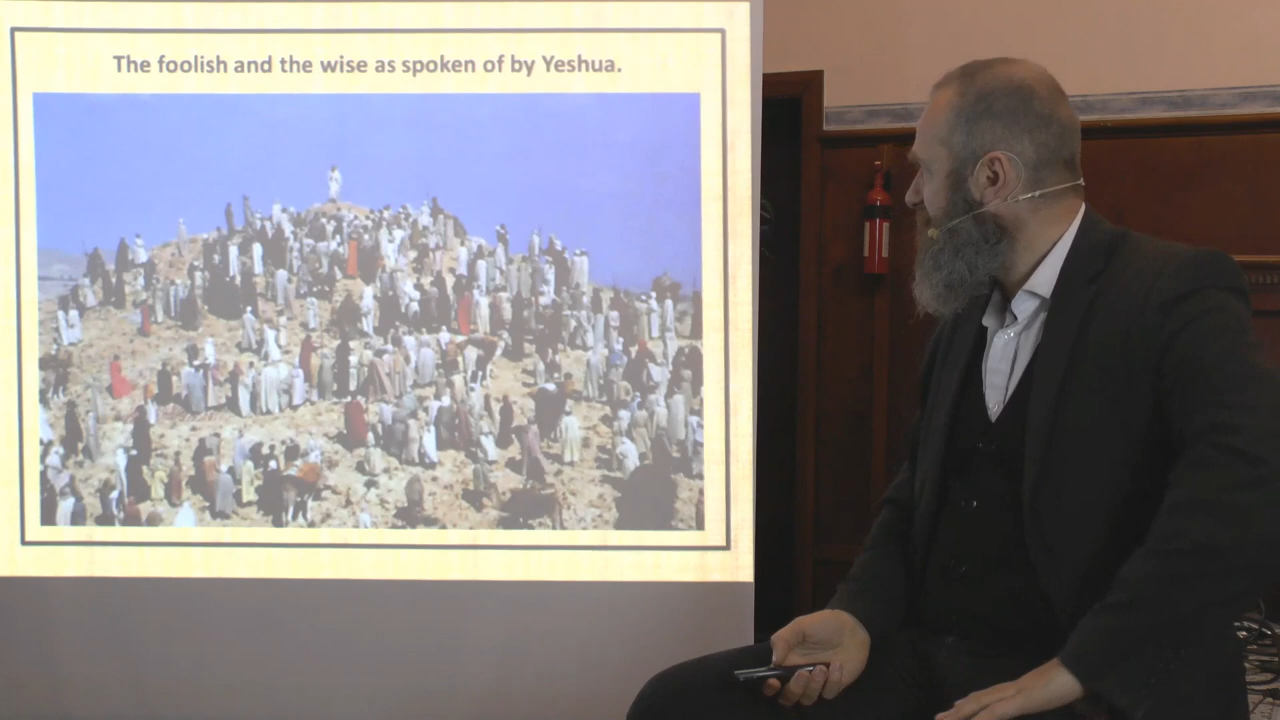 The foolish and the wise as spoken of by Yeshua.